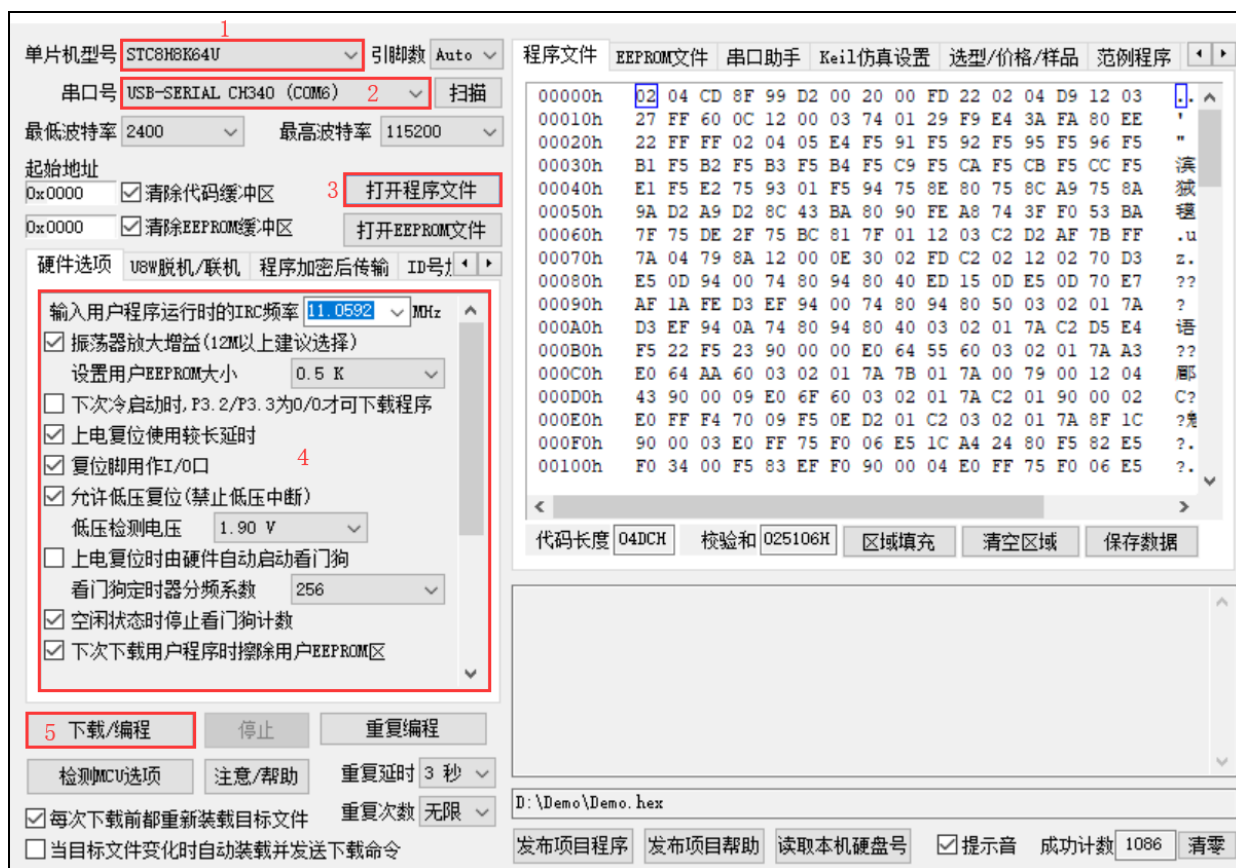 1
单片机型号 STC8H8K64U 引脚数 Auto
串口号 USB-SERIAL CH340 (COM6) 2 扫描
最低波特率 2400 最高波特率 115200
起始地址
0x0000 清除代码缓冲区 3 打开程序文件
0x0000 清除EEPROM缓冲区 打开EEPROM文件
硬件选项 U8W脱机/联机 程序加密后传输 ID号
输入用户程序运行时的IRC频率 11.0592 MHz
振荡器放大增益(12M以上建议选择)
设置用户EEPROM大小 0.5 K
下次冷启动时,P3.2/P3.3为0/0才可下载程序
上电复位使用较长延时
复位脚用作I/O口 4
允许低压复位(禁止低压中断)
低压检测电压 1.90 V
上电复位时由硬件自动启动看门狗
看门狗定时器分频系数 256
空闲状态时停止看门狗计数
下次下载用户程序时擦除用户EEPROM区
5 下载/编程 停止 重复编程
检测MCU选项 注意/帮助 重复延时 3 秒
每次下载前都重新装载目标文件 重复次数 无限
当目标文件变化时自动装载并发送下载命令
程序文件 EEPROM文件 串口助手 Keil仿真设置 选型/价格/样品 范例程序
00000h 02 04 CD 8F 99 D2 00 20 00 FD 22 02 04 D9 12 03 ..
00010h 27 FF 60 0C 12 00 03 74 01 29 F9 E4 3A FA 80 EE '
00020h 22 FF FF 02 04 05 E4 F5 91 F5 92 F5 95 F5 96 F5 "
00030h B1 F5 B2 F5 B3 F5 B4 F5 C9 F5 CA F5 CB F5 CC F5 滨
00040h E1 F5 E2 75 93 01 F5 94 75 8E 80 75 8C A9 75 8A
00050h 9A D2 A9 D2 8C 43 BA 80 90 FE A8 74 3F F0 53 BA
00060h 7F 75 DE 2F 75 BC 81 7F 01 12 03 C2 D2 AF 7B FF .u
00070h 7A 04 79 8A 12 00 0E 30 02 FD C2 02 12 02 70 D3 z.
00080h E5 0D 94 00 74 80 94 80 40 ED 15 0D E5 0D 70 E7 ??
00090h AF 1A FE D3 EF 94 00 74 80 94 80 50 03 02 01 7A ?
000A0h D3 EF 94 0A 74 80 94 80 40 03 02 01 7A C2 D5 E4 语
000B0h F5 22 F5 23 90 00 00 E0 64 55 60 03 02 01 7A A3 ??
000C0h E0 64 AA 60 03 02 01 7A 7B 01 7A 00 79 00 12 04 郿
000D0h 43 90 00 09 E0 6F 60 03 02 01 7A C2 01 90 00 02 C?
000E0h E0 FF F4 70 09 F5 0E D2 01 C2 03 02 01 7A 8F 1C ?
000F0h 90 00 03 E0 FF 75 F0 06 E5 1C A4 24 80 F5 82 E5 ?.
00100h F0 34 00 F5 83 EF F0 90 00 04 E0 FF 75 F0 06 E5 ?.
代码长度 04DCH 校验和 025106H 区域填充 清空区域 保存数据
D:\Demo\Demo.hex
发布项目程序 发布项目帮助 读取本机硬盘号 提示音 成功计数 1086 清零